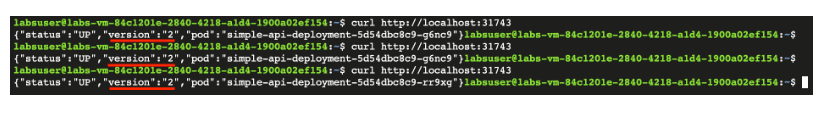 labsuser@labs-vm-84c1201e-2840-4218-a1d4-1900a02ef154:~$ curl http://localhost:31743
{"status":"UP","version":"2","pod":"simple-api-deployment-5d54dbc8c9-g6nc9"}labsuser@labs-vm-84c1201e-2840-4218-a1d4-1900a02ef154:~$
labsuser@labs-vm-84c1201e-2840-4218-a1d4-1900a02ef154:~$ curl http://localhost:31743
{"status":"UP","version":"2","pod":"simple-api-deployment-5d54dbc8c9-g6nc9"}labsuser@labs-vm-84c1201e-2840-4218-a1d4-1900a02ef154:~$
labsuser@labs-vm-84c1201e-2840-4218-a1d4-1900a02ef154:~$ curl http://localhost:31743
{"status":"UP","version":"2","pod":"simple-api-deployment-5d54dbc8c9-rr9xg"}labsuser@labs-vm-84c1201e-2840-4218-a1d4-1900a02ef154:~$